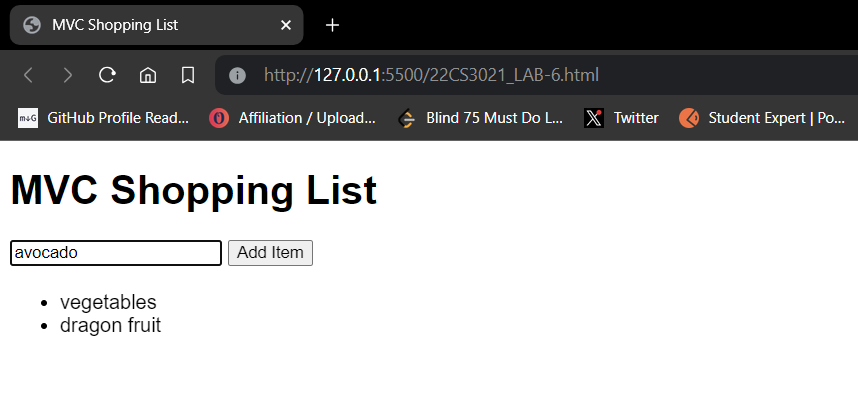 MVC Shopping List
http://127.0.0.1:5500/22CS3021_LAB-6.html
M↓G GitHub Profile Read... Affiliation / Upload... Blind 75 Must Do L... X Twitter Student Expert | Po...
MVC Shopping List
avocado Add Item
• vegetables
• dragon fruit